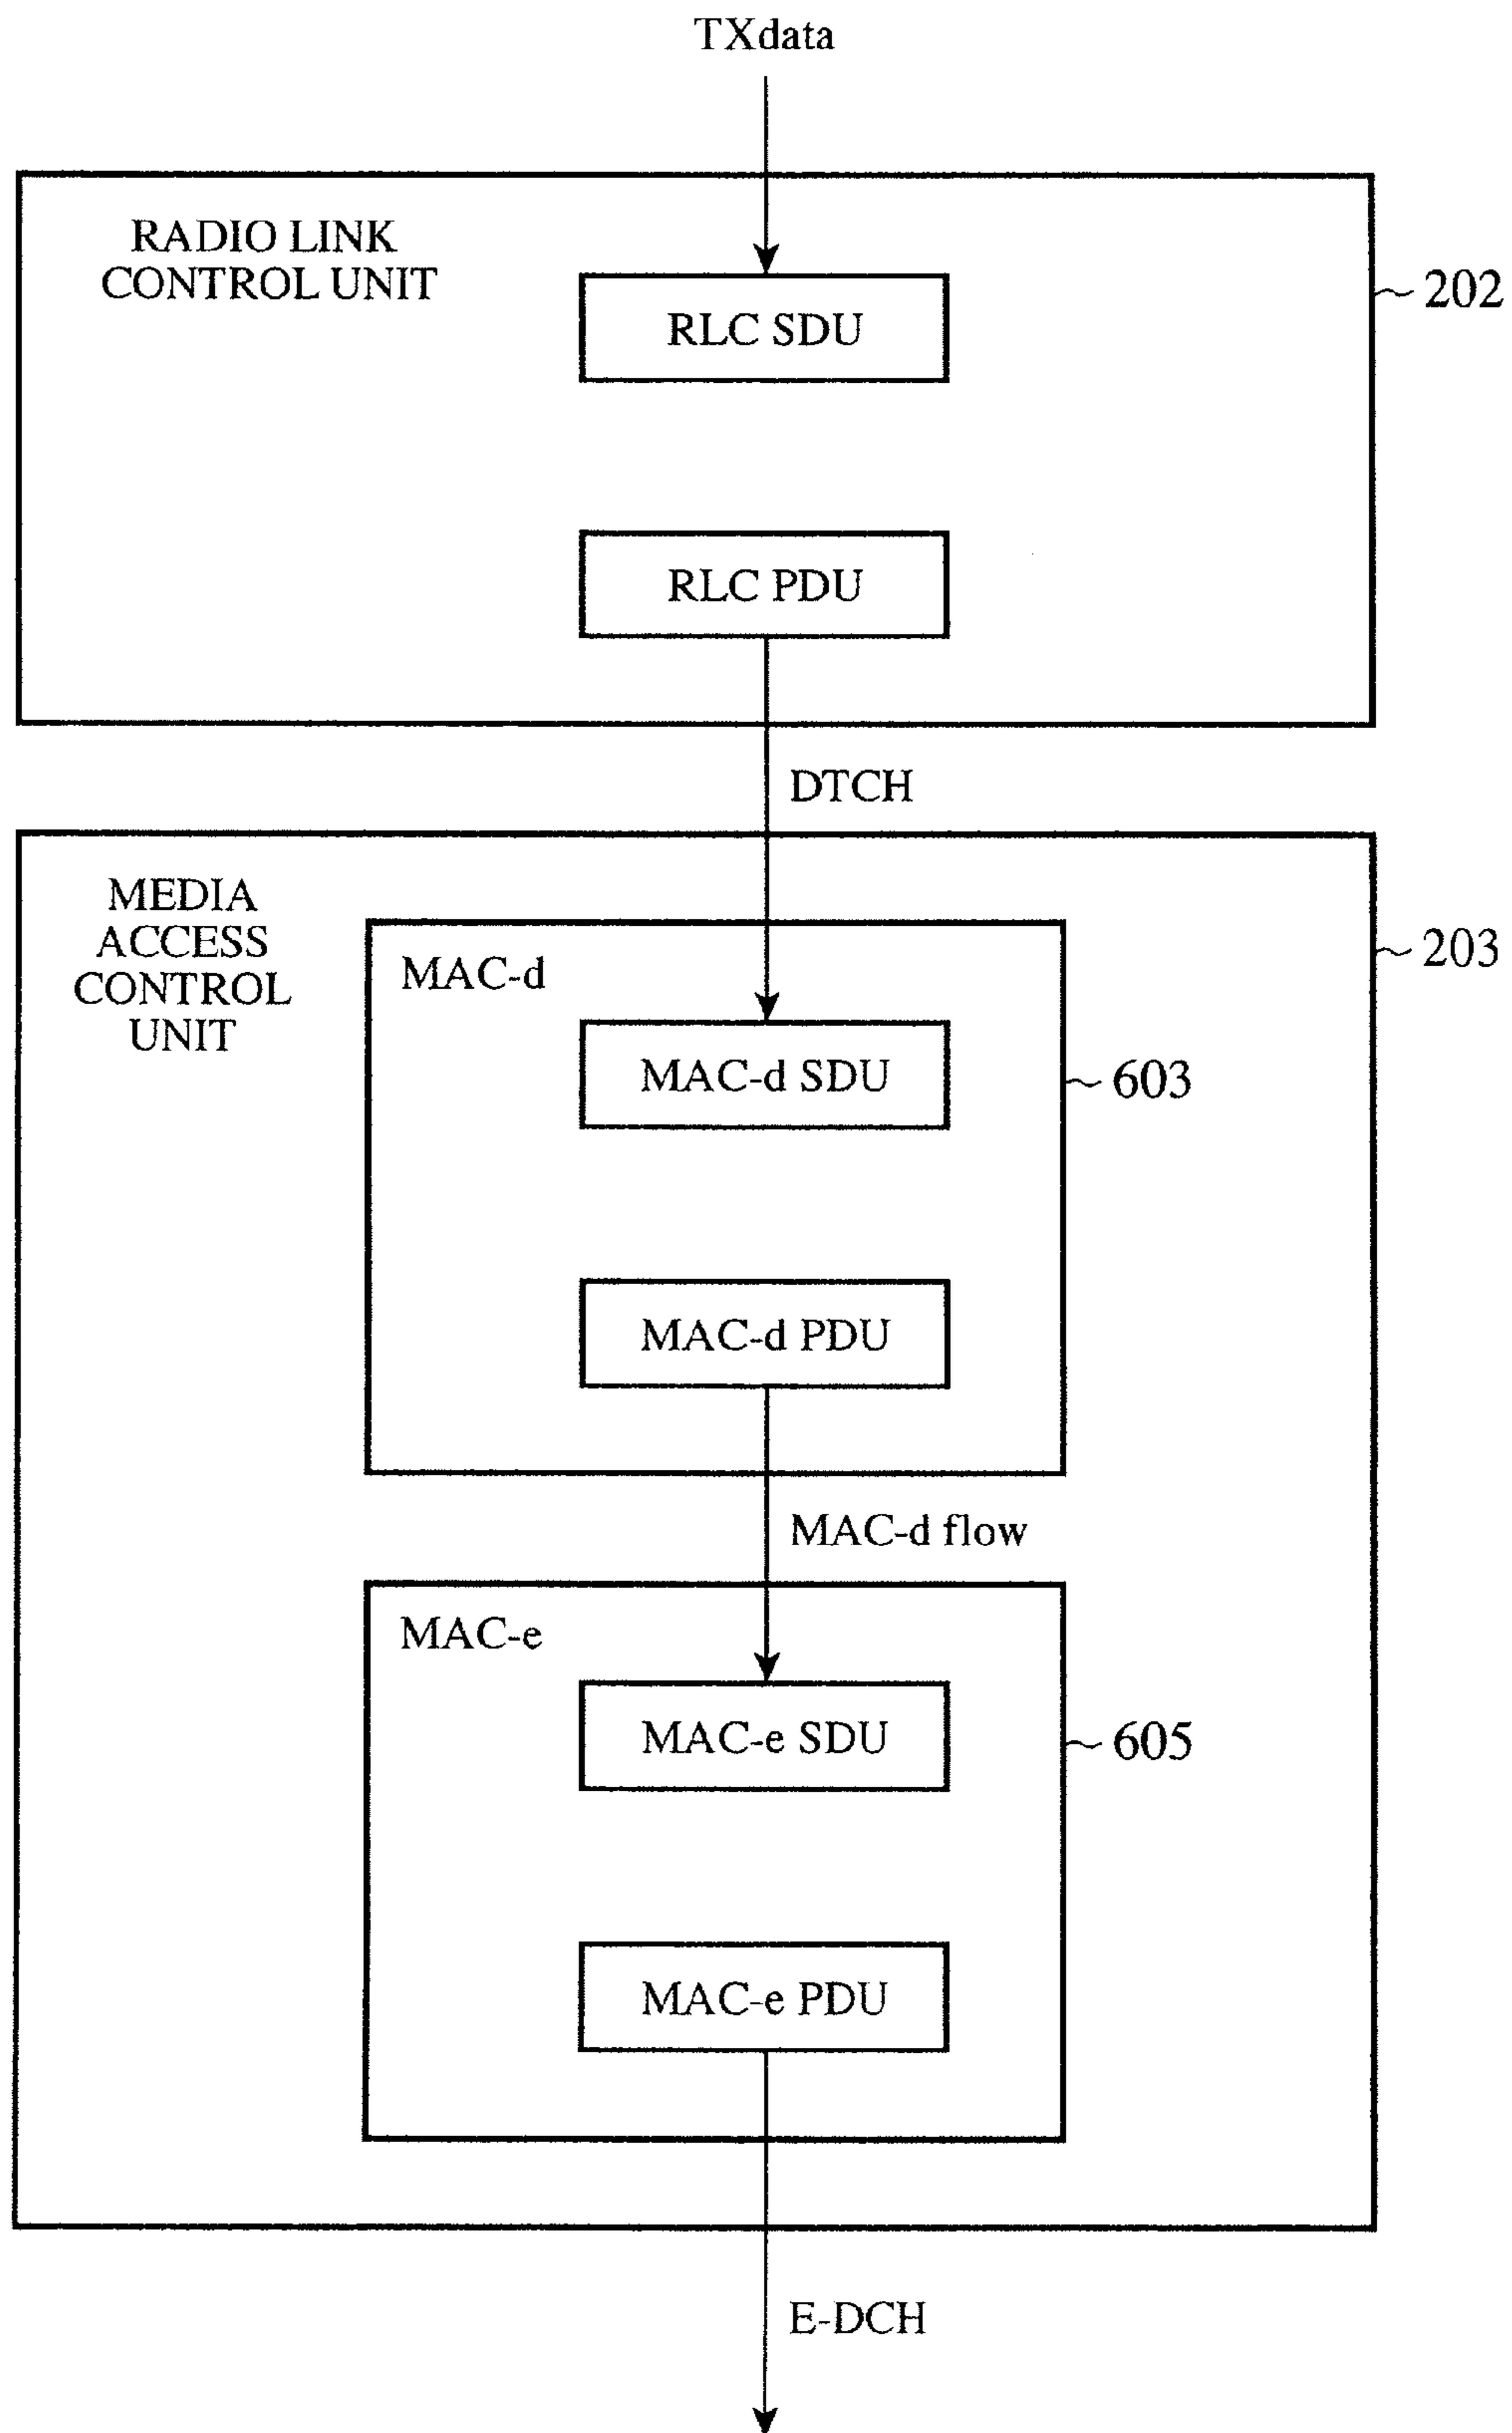 TXdata
RADIO LINK
CONTROL UNIT
202
RLC SDU
RLC PDU
DTCH
MEDIA
ACCESS
CONTROL
UNIT
203
MAC-d
MAC-d SDU
603
MAC-d PDU
MAC-d flow
MAC-e
MAC-e SDU
605
MAC-e PDU
E-DCH